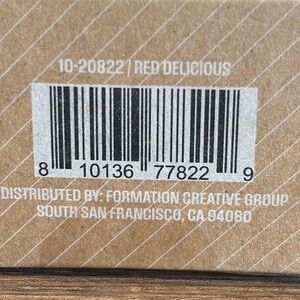 10-20822 / RED DELICIOUS
8 10136 77822 9
DISTRIBUTED BY: FORMATION CREATIVE GROUP
SOUTH SAN FRANCISCO, CA 94080